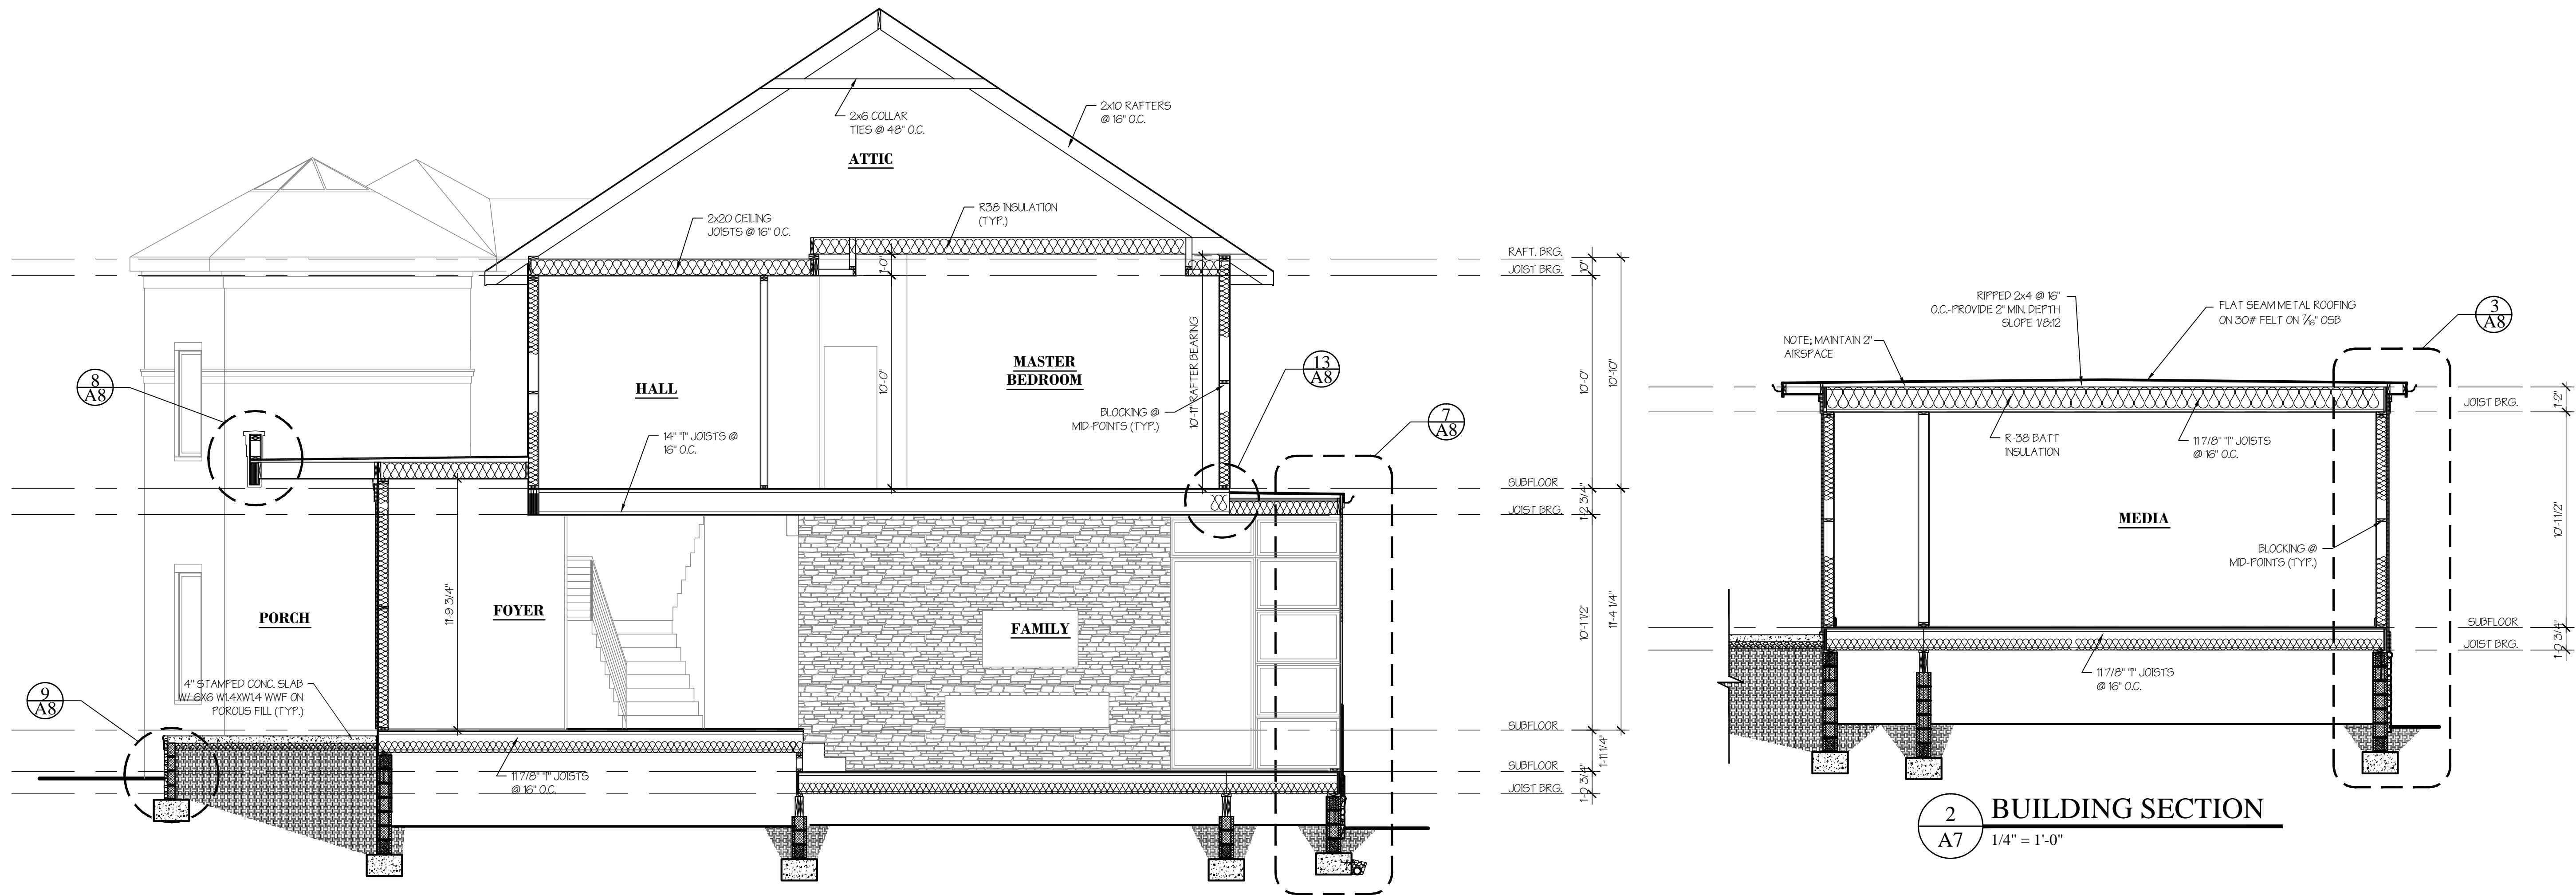 2x6 COLLAR
TIES @ 48" O.C.
2x10 RAFTERS
@ 16" O.C.
ATTIC
2x20 CEILING
JOISTS @ 16" O.C.
R38 INSULATION
(TYP.)
1'-0"
HALL
10'-0"
MASTER
BEDROOM
10'-11" RAFTER BEARING
BLOCKING @
MID-POINTS (TYP.)
14" "I" JOISTS @
16" O.C.
8
A8
13
A8
7
A8
9
A8
PORCH
11'-9 3/4"
FOYER
FAMILY
4" STAMPED CONC. SLAB
W/ 6X6 W1.4XW1.4 WWF ON
POROUS FILL (TYP.)
11 7/8" "I" JOISTS
@ 16" O.C.
RAFT. BRG.
JOIST BRG.
SUBFLOOR
JOIST BRG.
SUBFLOOR
SUBFLOOR
JOIST BRG.
10"
10'-0"
10'-10"
1'-2 3/4"
10'-1 1/2"
11'-4 1/4"
1'-11 1/4"
1'-0 3/4"
RIPPED 2x4 @ 16"
O.C.-PROVIDE 2" MIN. DEPTH
SLOPE 1/8:12
FLAT SEAM METAL ROOFING
ON 30# FELT ON 7/16" OSB
NOTE; MAINTAIN 2"
AIRSPACE
3
A8
R-38 BATT
INSULATION
11 7/8" "I" JOISTS
@ 16" O.C.
MEDIA
BLOCKING @
MID-POINTS (TYP.)
11 7/8" "I" JOISTS
@ 16" O.C.
JOIST BRG.
SUBFLOOR
JOIST BRG.
1'-2"
10'-1 1/2"
1'-0 3/4"
2
A7
BUILDING SECTION
1/4" = 1'-0"